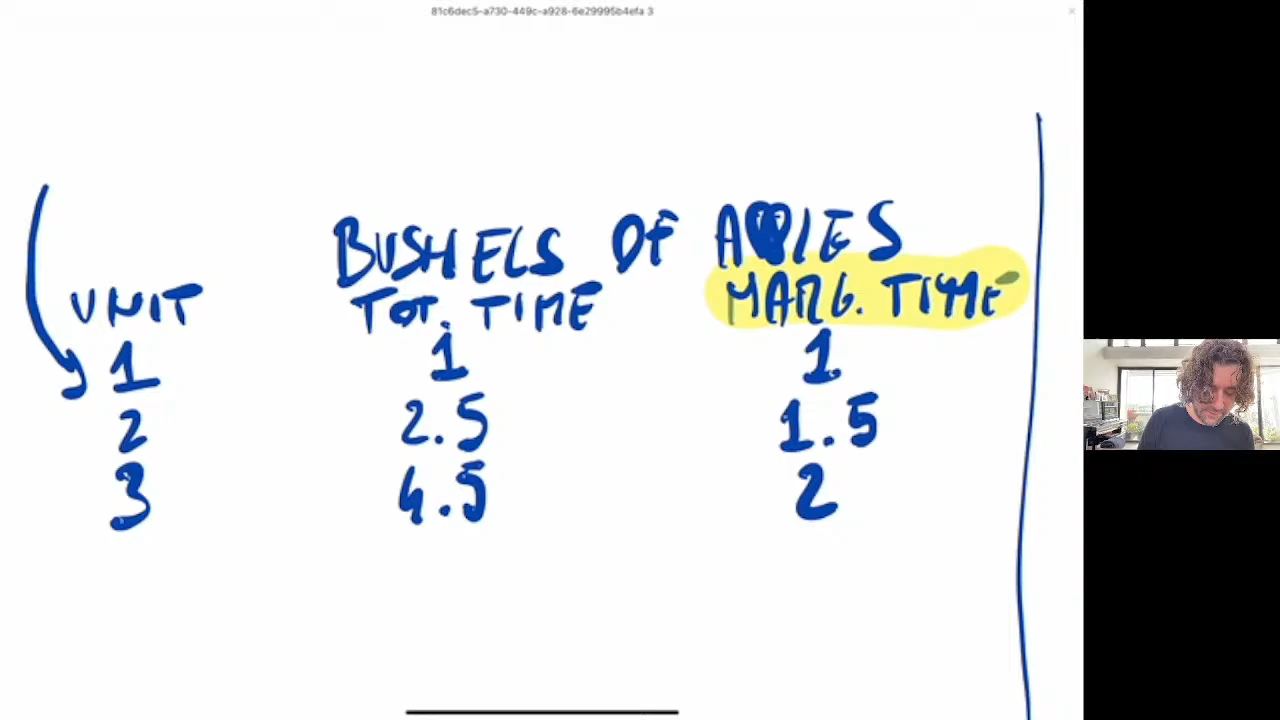 81c6dec5-a730-449c-a928-6e29995b4efa 3
BUSHELS OF APPLES
UNIT TOT. TIME MARG. TIME
1 1 1
2 2.5 1.5
3 4.5 2